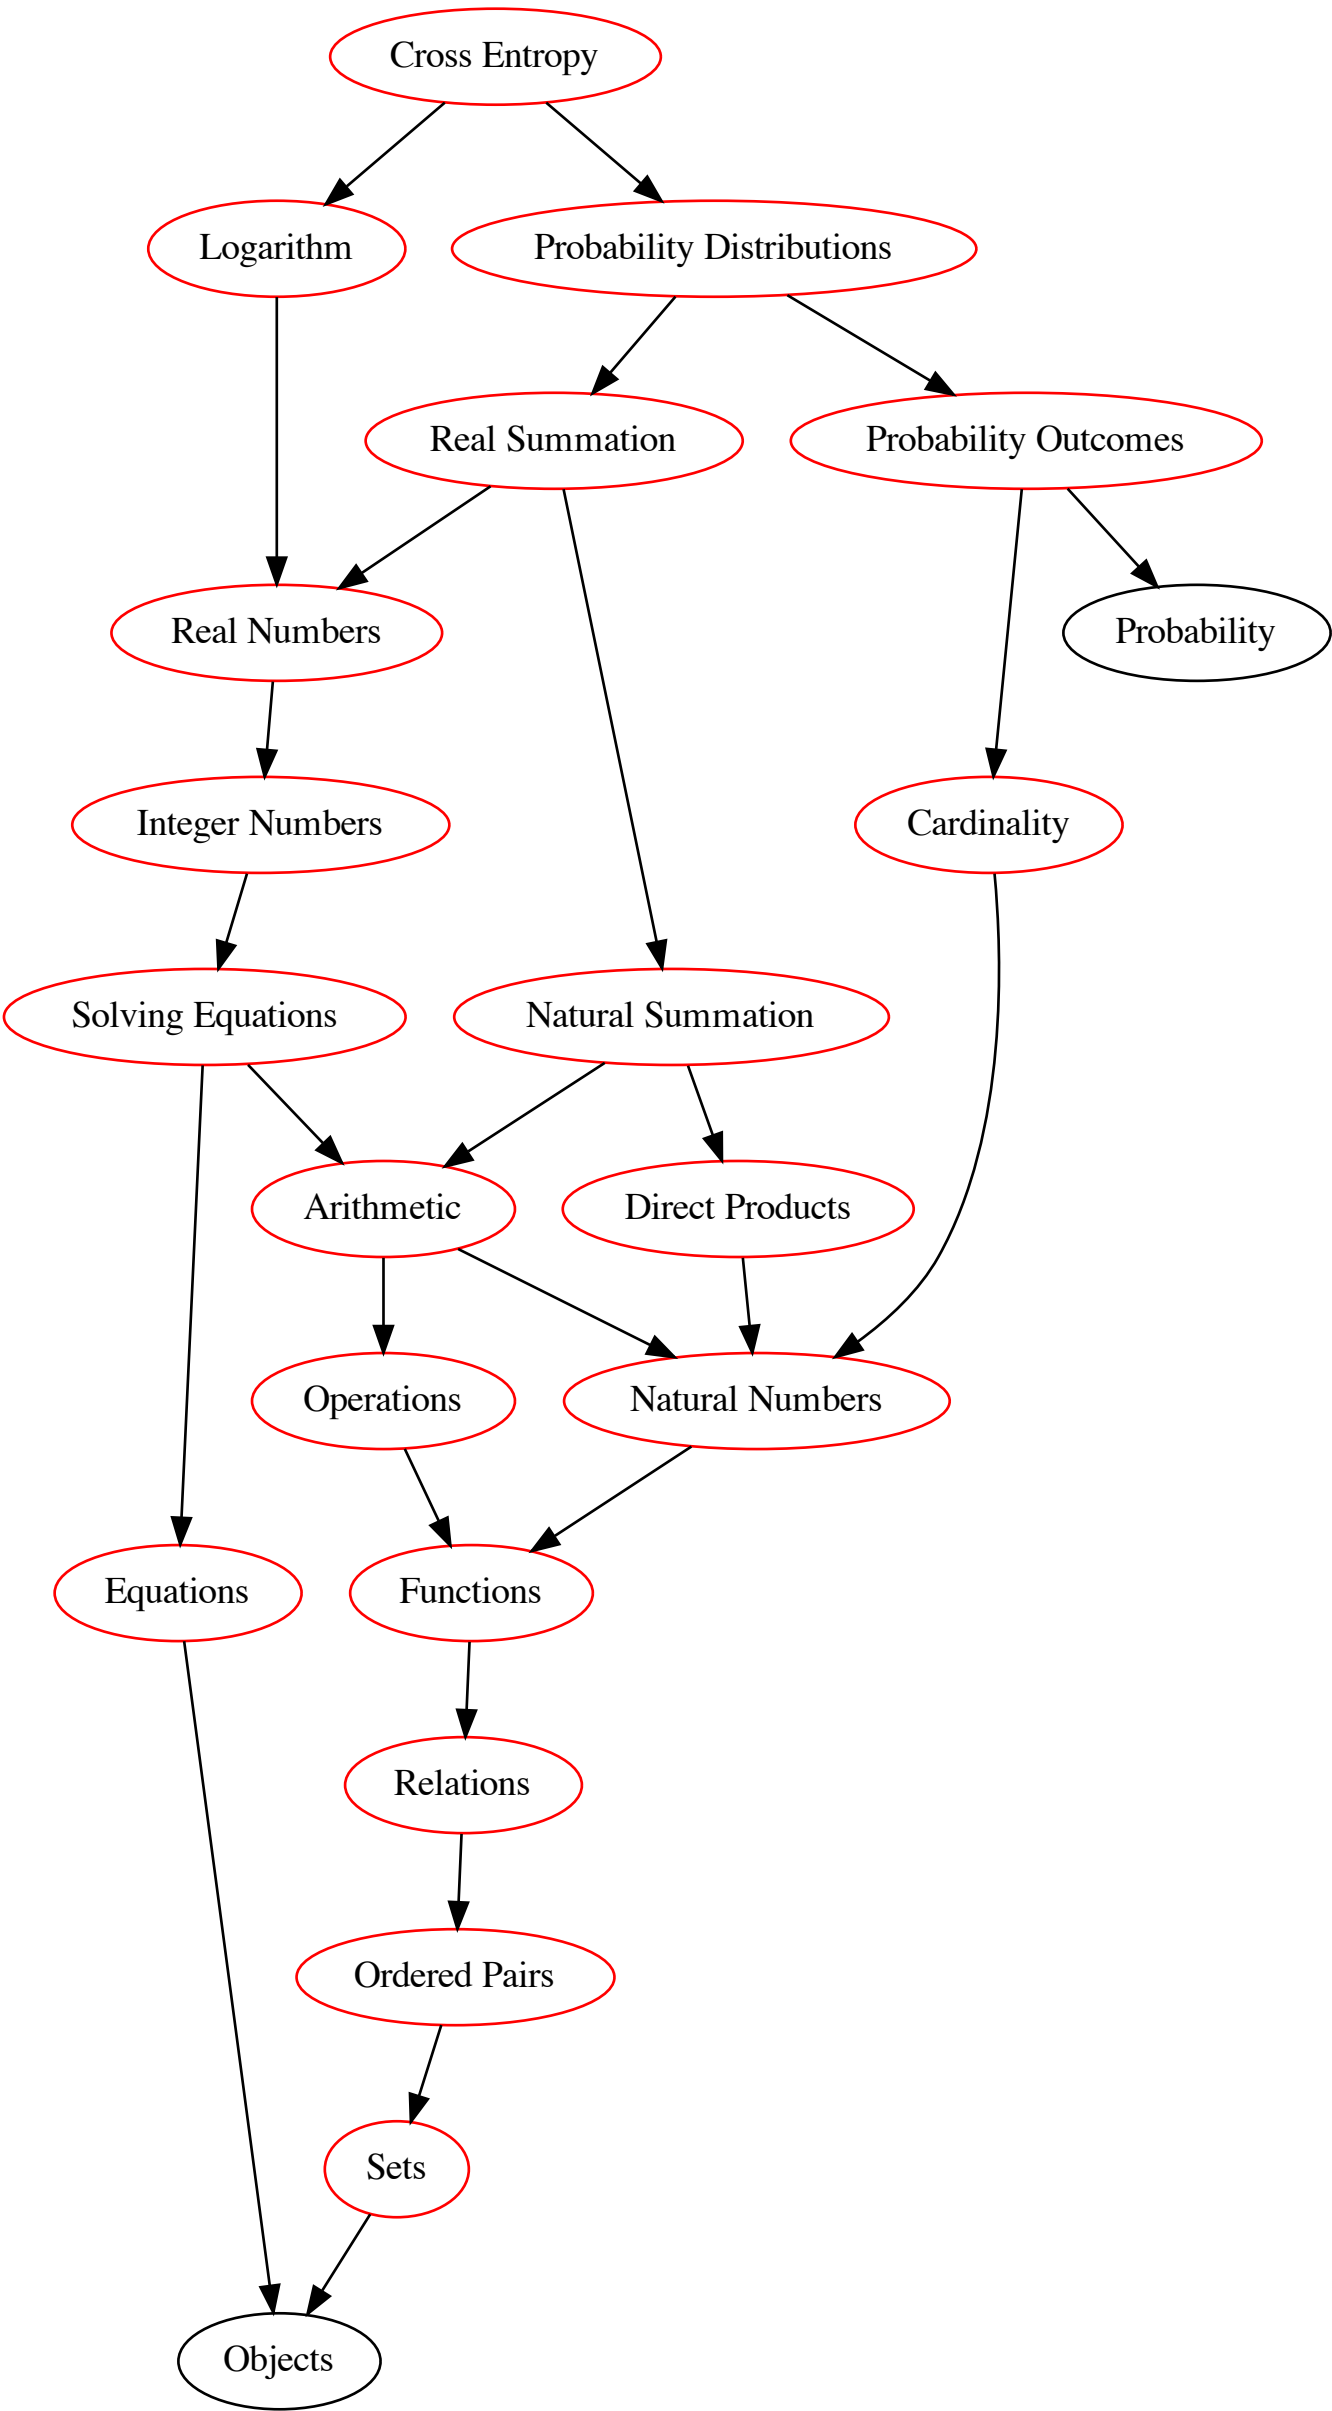 Cross Entropy
Logarithm
Probability Distributions
Real Summation
Probability Outcomes
Real Numbers
Probability
Integer Numbers
Cardinality
Solving Equations
Natural Summation
Arithmetic
Direct Products
Operations
Natural Numbers
Equations
Functions
Relations
Ordered Pairs
Sets
Objects